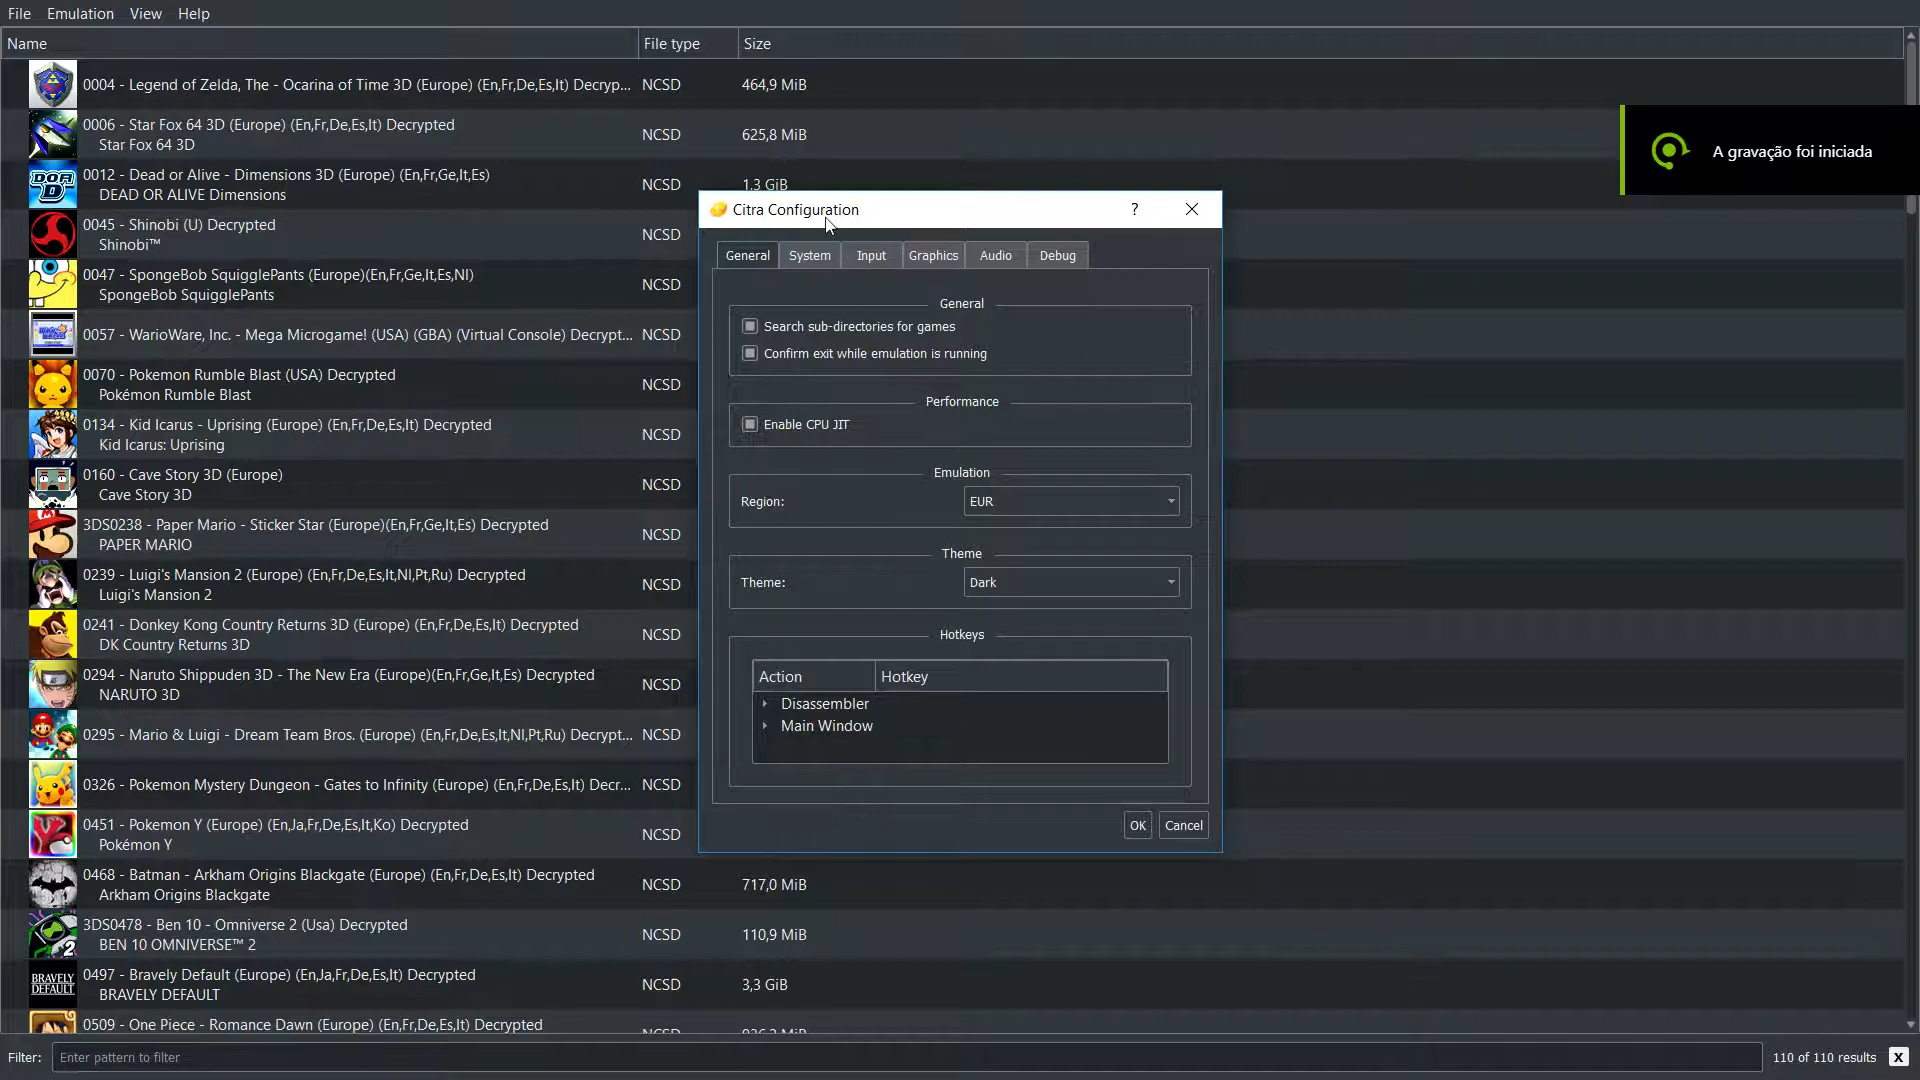 File Emulation View Help
Name File type Size
0004 - Legend of Zelda, The - Ocarina of Time 3D (Europe) (En,Fr,De,Es,It) Decryp... NCSD 464,9 MiB
0006 - Star Fox 64 3D (Europe) (En,Fr,De,Es,It) Decrypted
Star Fox 64 3D
NCSD 625,8 MiB
A gravação foi iniciada
0012 - Dead or Alive - Dimensions 3D (Europe) (En,Fr,Ge,It,Es)
DEAD OR ALIVE Dimensions
NCSD 1,3 GiB
0045 - Shinobi (U) Decrypted
Shinobi™
NCSD
0047 - SpongeBob SquigglePants (Europe)(En,Fr,Ge,It,Es,Nl)
SpongeBob SquigglePants
NCSD
0057 - WarioWare, Inc. - Mega Microgame! (USA) (GBA) (Virtual Console) Decrypt... NCSD
0070 - Pokemon Rumble Blast (USA) Decrypted
Pokémon Rumble Blast
NCSD
0134 - Kid Icarus - Uprising (Europe) (En,Fr,De,Es,It) Decrypted
Kid Icarus: Uprising
NCSD
0160 - Cave Story 3D (Europe)
Cave Story 3D
NCSD
3DS0238 - Paper Mario - Sticker Star (Europe)(En,Fr,Ge,It,Es) Decrypted
PAPER MARIO
NCSD
0239 - Luigi's Mansion 2 (Europe) (En,Fr,De,Es,It,Nl,Pt,Ru) Decrypted
Luigi's Mansion 2
NCSD
0241 - Donkey Kong Country Returns 3D (Europe) (En,Fr,De,Es,It) Decrypted
DK Country Returns 3D
NCSD
0294 - Naruto Shippuden 3D - The New Era (Europe)(En,Fr,Ge,It,Es) Decrypted
NARUTO 3D
NCSD
0295 - Mario & Luigi - Dream Team Bros. (Europe) (En,Fr,De,Es,It,Nl,Pt,Ru) Decrypt... NCSD
0326 - Pokemon Mystery Dungeon - Gates to Infinity (Europe) (En,Fr,De,Es,It) Decr... NCSD
0451 - Pokemon Y (Europe) (En,Ja,Fr,De,Es,It,Ko) Decrypted
Pokémon Y
NCSD
0468 - Batman - Arkham Origins Blackgate (Europe) (En,Fr,De,Es,It) Decrypted
Arkham Origins Blackgate
NCSD 717,0 MiB
3DS0478 - Ben 10 - Omniverse 2 (Usa) Decrypted
BEN 10 OMNIVERSE™ 2
NCSD 110,9 MiB
BRAVELY
DEFAULT
0497 - Bravely Default (Europe) (En,Ja,Fr,De,Es,It) Decrypted
BRAVELY DEFAULT
NCSD 3,3 GiB
0509 - One Piece - Romance Dawn (Europe) (En,Fr,De,Es,It) Decrypted
Citra Configuration ?
General System Input Graphics Audio Debug
General
Search sub-directories for games
Confirm exit while emulation is running
Performance
Enable CPU JIT
Emulation
Region: EUR
Theme
Theme: Dark
Hotkeys
Action Hotkey
Disassembler
Main Window
OK Cancel
Filter: Enter pattern to filter 110 of 110 results X